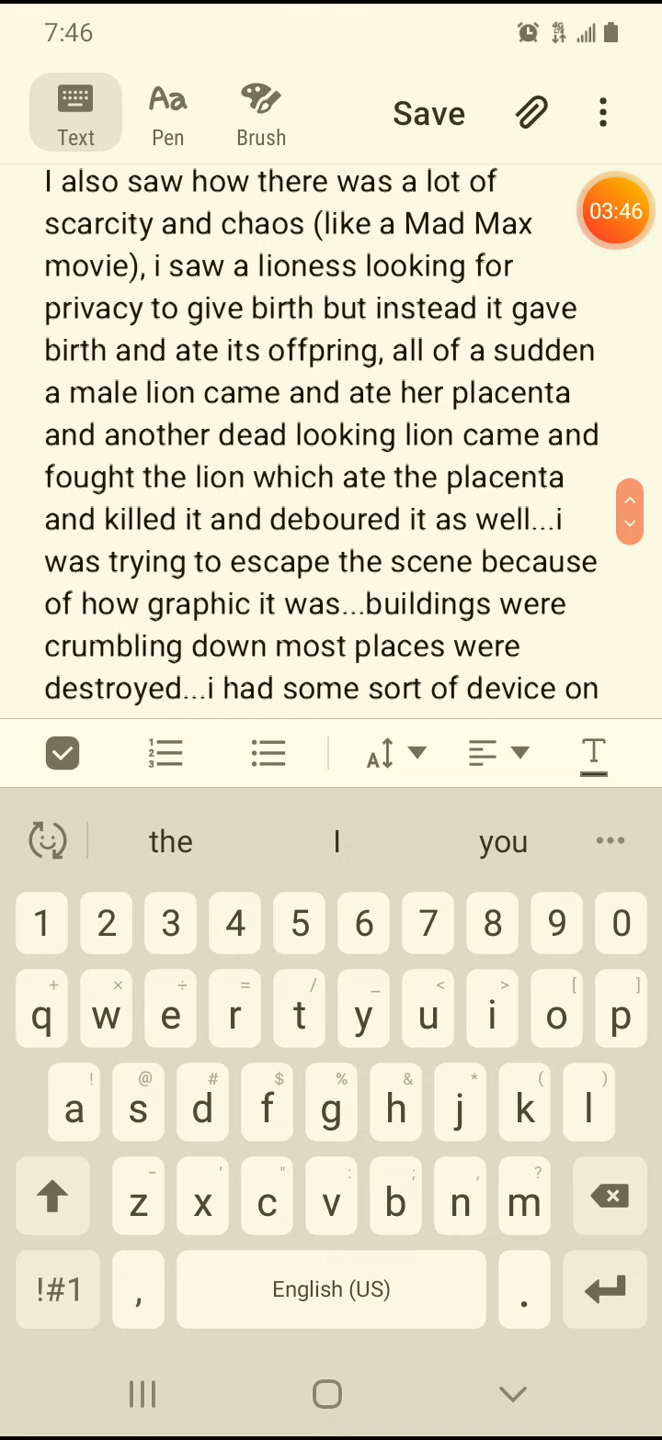 7:46
Text
Pen
Brush
Save
I also saw how there was a lot of
scarcity and chaos (like a Mad Max
movie), i saw a lioness looking for
privacy to give birth but instead it gave
birth and ate its offpring, all of a sudden
a male lion came and ate her placenta
and another dead looking lion came and
fought the lion which ate the placenta
and killed it and deboured it as well...i
was trying to escape the scene because
of how graphic it was...buildings were
crumbling down most places were
destroyed...i had some sort of device on
03:46
the I you
1 2 3 4 5 6 7 8 9 0
+ × ÷ = / _ < > [ ]
q w e r t y u i o p
! @ # $ % & * ( )
a s d f g h j k l
- ' " : ; , ?
z x c v b n m
!#1 , English (US) .